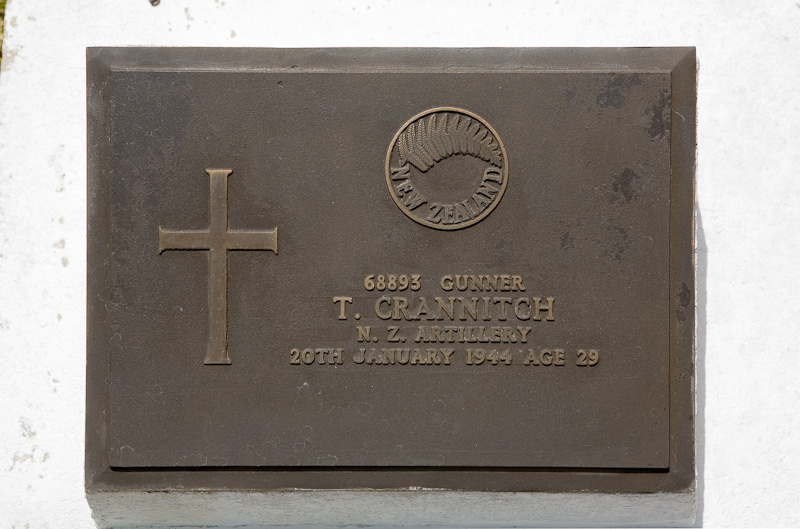 NEW ZEALAND
68893 GUNNER
T. CRANNITCH
N. Z. ARTILLERY
20TH JANUARY 1944 AGE 29